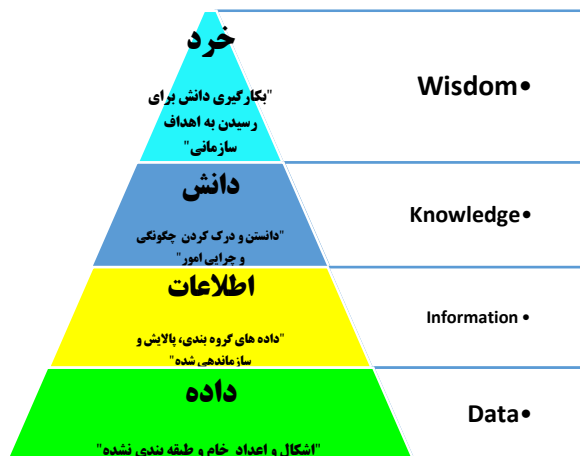 خرد
"بکارگیری دانش برای
رسیدن به اهداف
سازمانی"
Wisdom•
دانش
"دانستن و درک کردن چگونگی
و چرایی امور"
Knowledge•
اطلاعات
"داده های گروه بندی، پالایش و
سازماندهی شده"
Information •
داده
"اشکال و اعداد خام و طبقه بندی نشده"
Data•